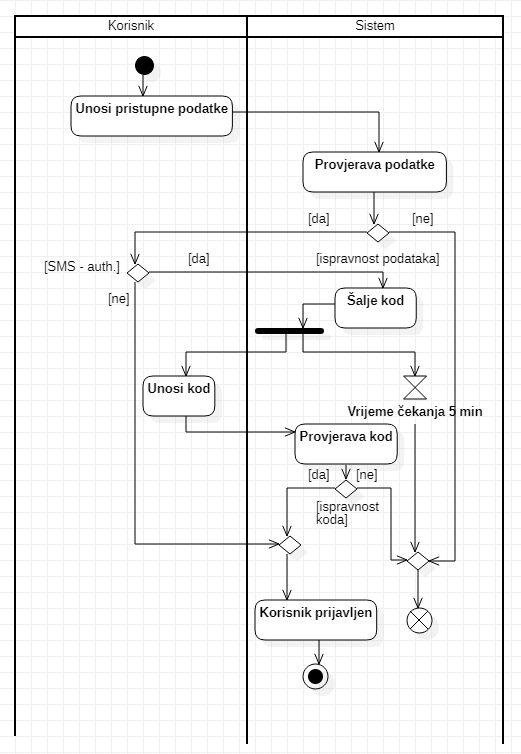 Korisnik
Sistem
Unosi pristupne podatke
Provjerava podatke
[da]
[ne]
[SMS - auth.]
[da]
[ispravnost podataka]
[ne]
Šalje kod
Unosi kod
Vrijeme čekanja 5 min
Provjerava kod
[da]
[ne]
[ispravnost
koda]
Korisnik prijavljen